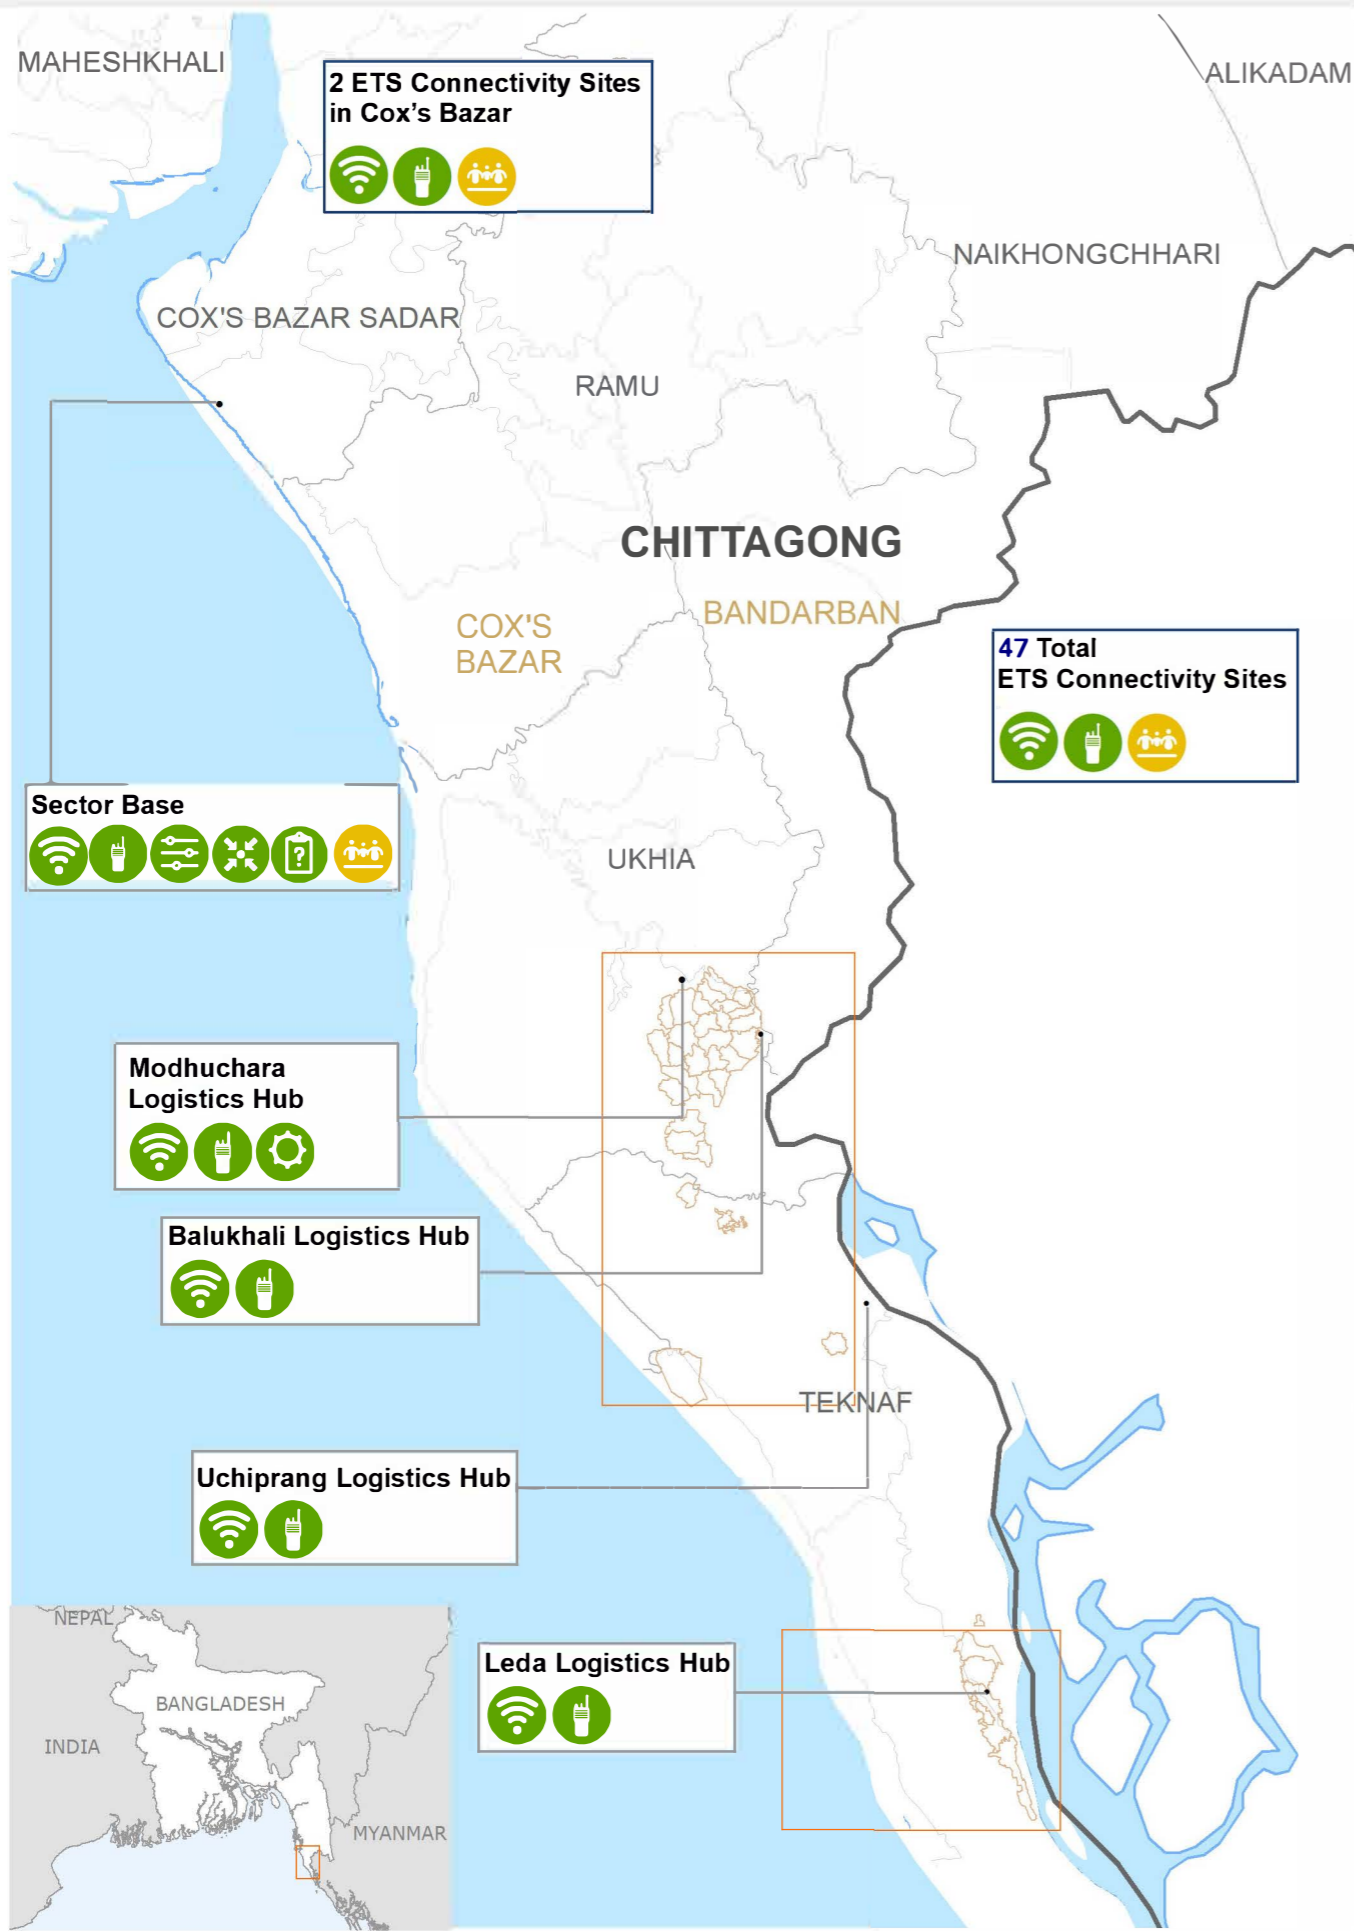 MAHESHKHALI
2 ETS Connectivity Sites
in Cox's Bazar
ALIKADAM
NAIKHONGCHHARI
COX'S BAZAR SADAR
RAMU
CHITTAGONG
COX'S
BAZAR
BANDARBAN
47 Total
ETS Connectivity Sites
Sector Base
?
UKHIA
Modhuchara
Logistics Hub
Balukhali Logistics Hub
TEKNAF
Uchiprang Logistics Hub
Leda Logistics Hub
NEPAL
BANGLADESH
INDIA
MYANMAR